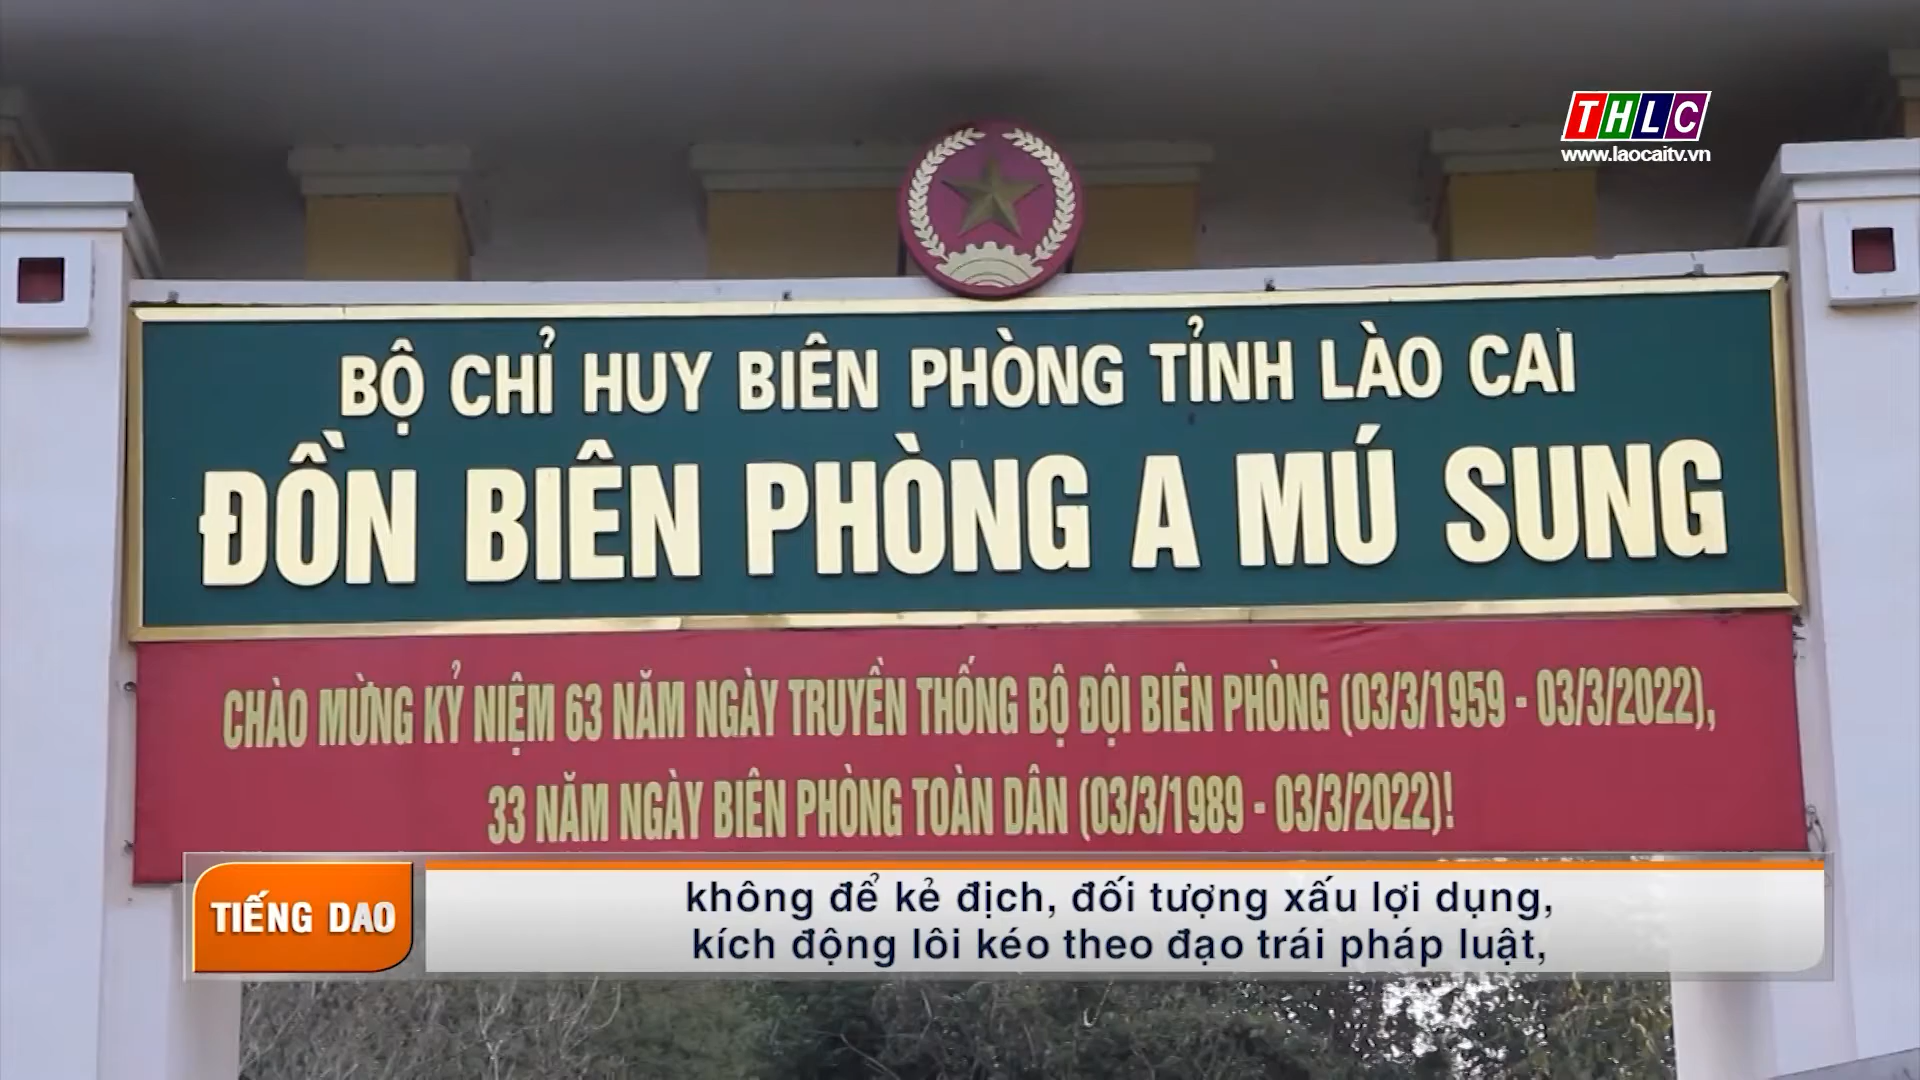 THLC
www.laocaitv.vn
BỘ CHỈ HUY BIÊN PHÒNG TỈNH LÀO CAI
ĐỒN BIÊN PHÒNG A MÚ SUNG
CHÀO MỪNG KỶ NIỆM 63 NĂM NGÀY TRUYỀN THỐNG BỘ ĐỘI BIÊN PHÒNG (03/3/1959 - 03/3/2022),
33 NĂM NGÀY BIÊN PHÒNG TOÀN DÂN (03/3/1989 - 03/3/2022)!
TIẾNG DAO
không để kẻ địch, đối tượng xấu lợi dụng,
kích động lôi kéo theo đạo trái pháp luật,